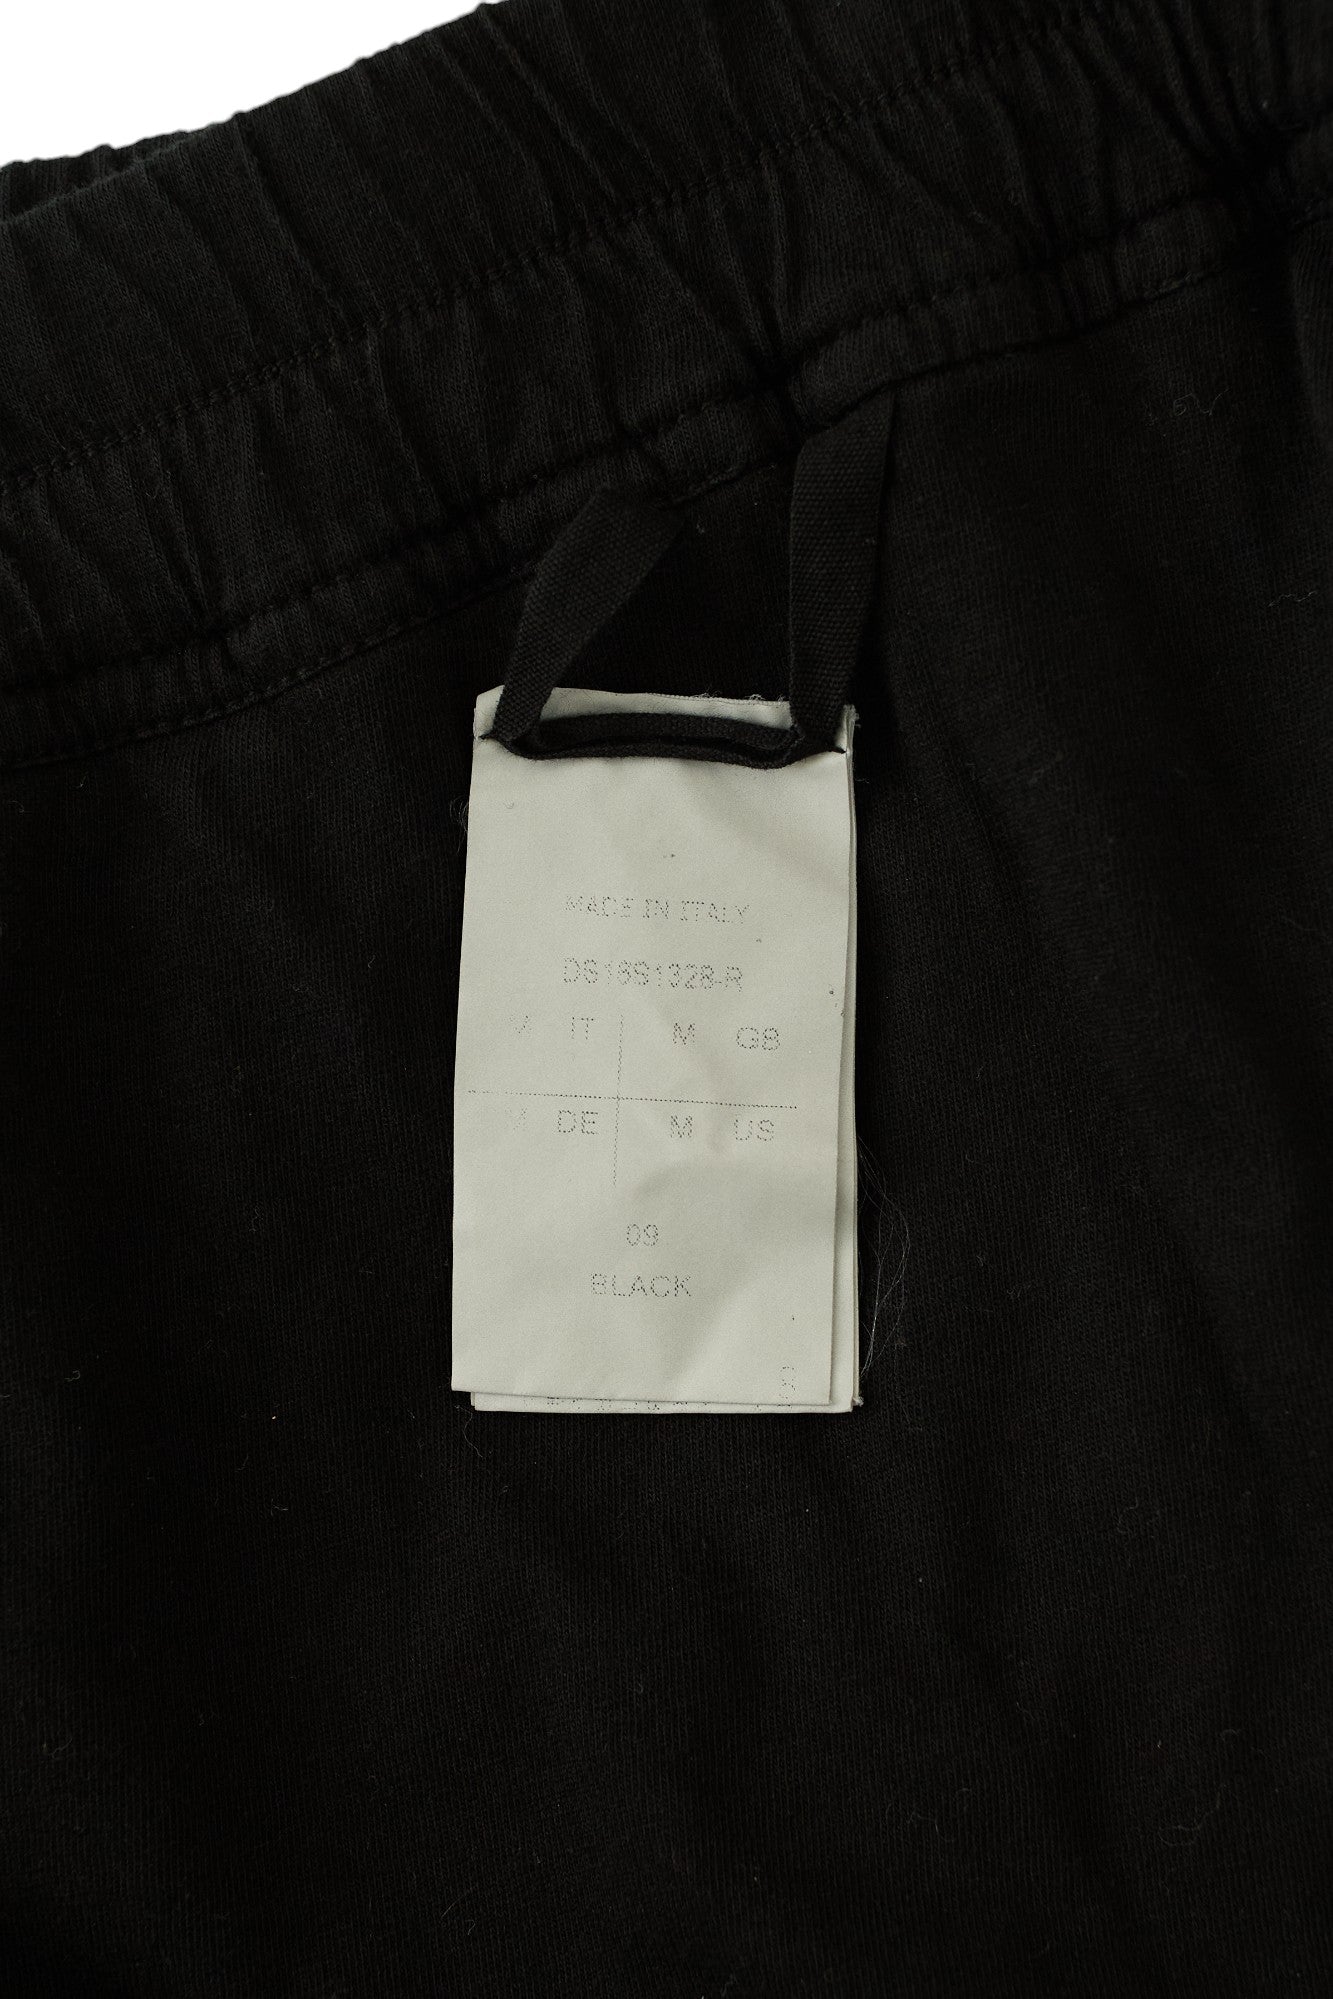 MADE IN ITALY
DS18S1328-R
M IT M GB
M DE M US
09
BLACK